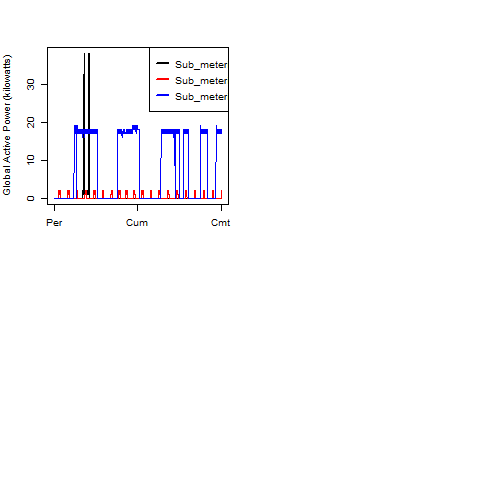 Global Active Power (kilowatts)
30
20
10
0
Sub_meter
Sub_meter
Sub_meter
Per
Cum
Cmt